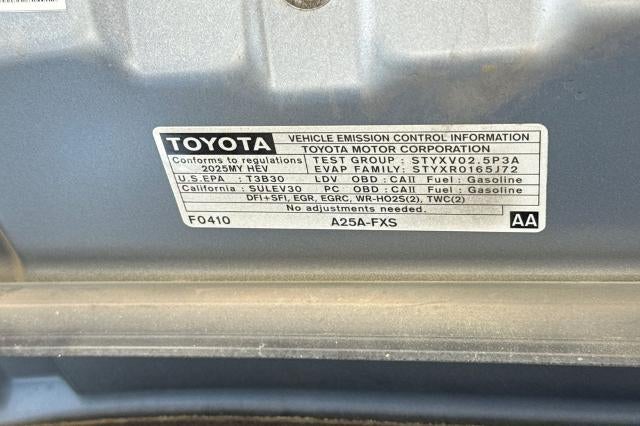 TOYOTA VEHICLE EMISSION CONTROL INFORMATION
TOYOTA MOTOR CORPORATION
Conforms to regulations TEST GROUP : STYXV02.5P3A
2025MY HEV EVAP FAMILY: STYXR0165J72
U.S.EPA : T3B30 LDV OBD : CAII Fuel : Gasoline
California : SULEV30 PC OBD : CAII Fuel : Gasoline
DFI+SFI, EGR, EGRC, WR-HO2S(2), TWC(2)
No adjustments needed.
F0410 A25A-FXS AA